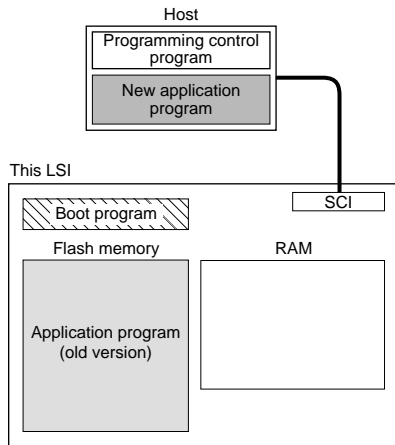 Host
Programming control
program
New application
program
This LSI
SCI
Boot program
Flash memory
RAM
Application program
(old version)